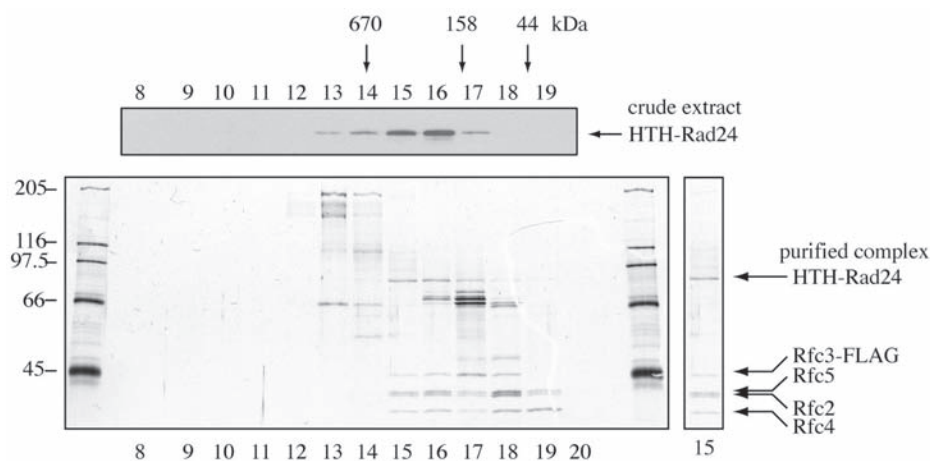 670 158 44 kDa
8 9 10 11 12 13 14 15 16 17 18 19
crude extract
HTH-Rad24
205
116
97.5
66
45
purified complex
HTH-Rad24
Rfc3-FLAG
Rfc5
Rfc2
Rfc4
8 9 10 11 12 13 14 15 16 17 18 19 20
15